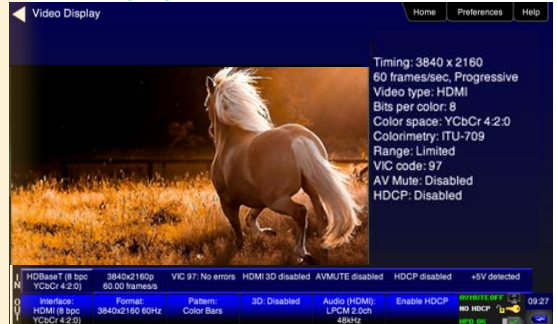 Video Display
Home Preferences Help
Timing: 3840 x 2160
60 frames/sec, Progressive
Video type: HDMI
Bits per color: 8
Color space: YCbCr 4:2:0
Colorimetry: ITU-709
Range: Limited
VIC code: 97
AV Mute: Disabled
HDCP: Disabled
IN
HDBaseT (8 bpc
YCbCr 4:2:0)
3840x2160p
60.00 frames/s
VIC 97: No errors
HDMI 3D disabled
AVMUTE disabled
HDCP disabled
+5V detected
OUT
Interface:
HDMI (8 bpc
YCbCr 4:2:0)
Format:
3840x2160 60Hz
Pattern:
Color Bars
3D: Disabled
Audio (HDMI):
LPCM 2.0ch
48kHz
Enable HDCP
AVMUTE OFF
NO HDCP
HPD OK
09:27